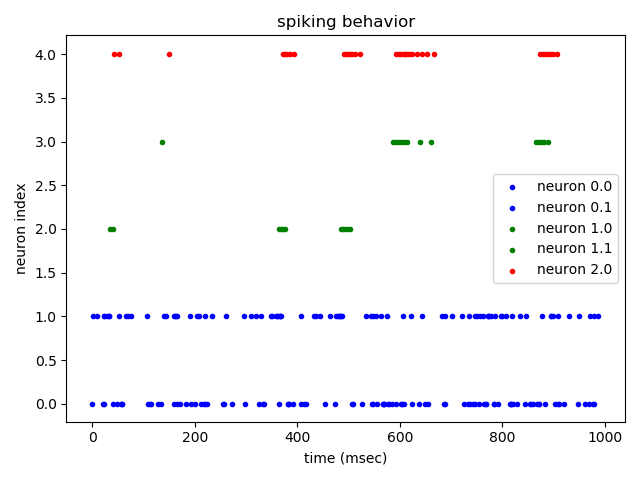 spiking behavior
4.0
3.5
3.0
2.5
2.0
1.5
1.0
0.5
0.0
neuron index
neuron 0.0
neuron 0.1
neuron 1.0
neuron 1.1
neuron 2.0
0 200 400 600 800 1000
time (msec)